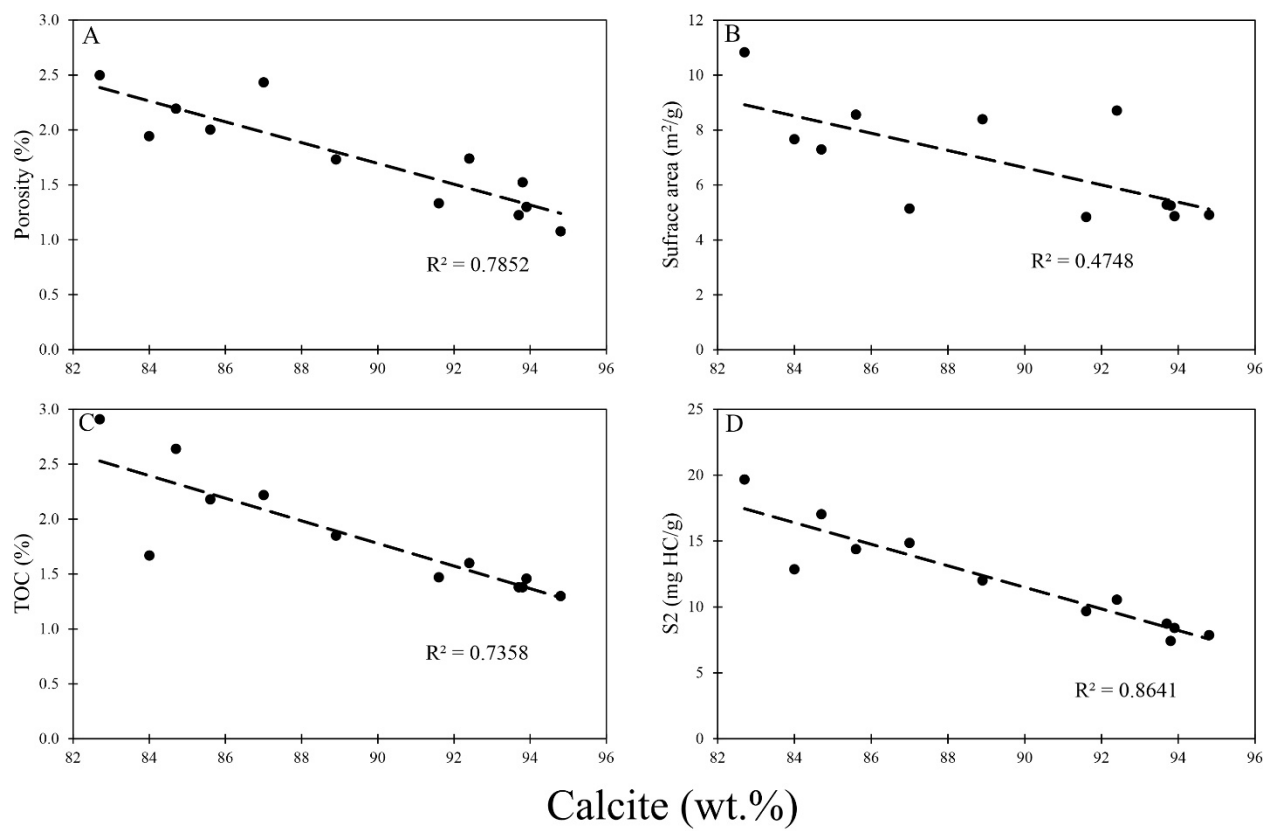 A
3.0
2.5
2.0
1.5
1.0
0.5
0.0
Porosity (%)
R² = 0.7852
82 84 86 88 90 92 94 96
B
12
10
8
6
4
2
0
Sufrace area (m²/g)
R² = 0.4748
82 84 86 88 90 92 94 96
C
3.0
2.5
2.0
1.5
1.0
0.5
0.0
TOC (%)
R² = 0.7358
82 84 86 88 90 92 94 96
D
25
20
15
10
5
0
S2 (mg HC/g)
R² = 0.8641
82 84 86 88 90 92 94 96
Calcite (wt.%)